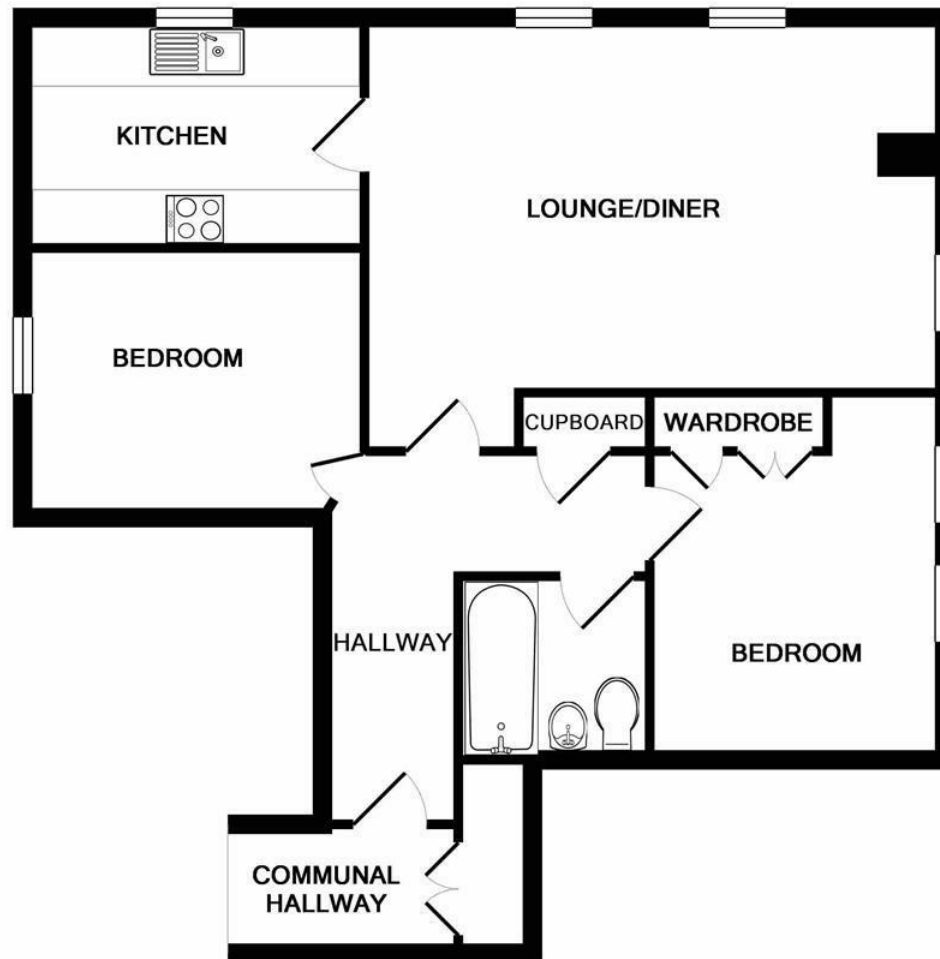 KITCHEN
LOUNGE/DINER
BEDROOM
CUPBOARD
WARDROBE
HALLWAY
BEDROOM
COMMUNAL
HALLWAY